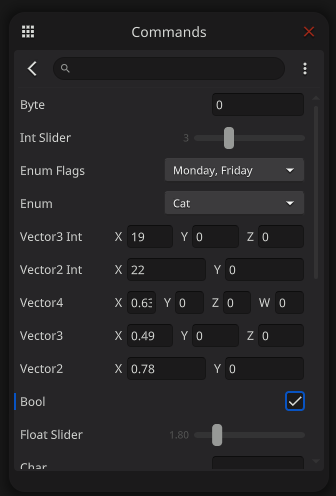 Commands
Byte 0
Int Slider 3
Enum Flags Monday, Friday
Enum Cat
Vector3 Int X 19 Y 0 Z 0
Vector2 Int X 22 Y 0
Vector4 X 0.63 Y 0 Z 0 W 0
Vector3 X 0.49 Y 0 Z 0
Vector2 X 0.78 Y 0
Bool
Float Slider 1.80
Char